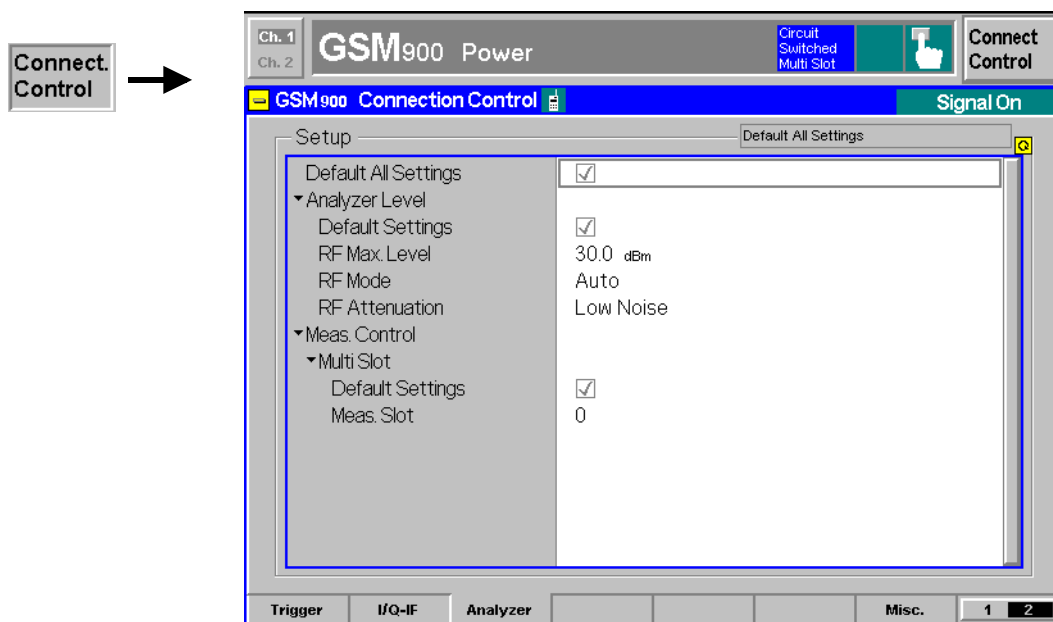 Connect.
Control
Ch. 1
Ch. 2
GSM900 Power
Circuit
Switched
Multi Slot
Connect
Control
GSM900 Connection Control
Signal On
Setup
Default All Settings
Default All Settings
Analyzer Level
Default Settings
RF Max. Level 30.0 dBm
RF Mode Auto
RF Attenuation Low Noise
Meas. Control
Multi Slot
Default Settings
Meas. Slot 0
Trigger I/Q-IF Analyzer Misc. 1 2